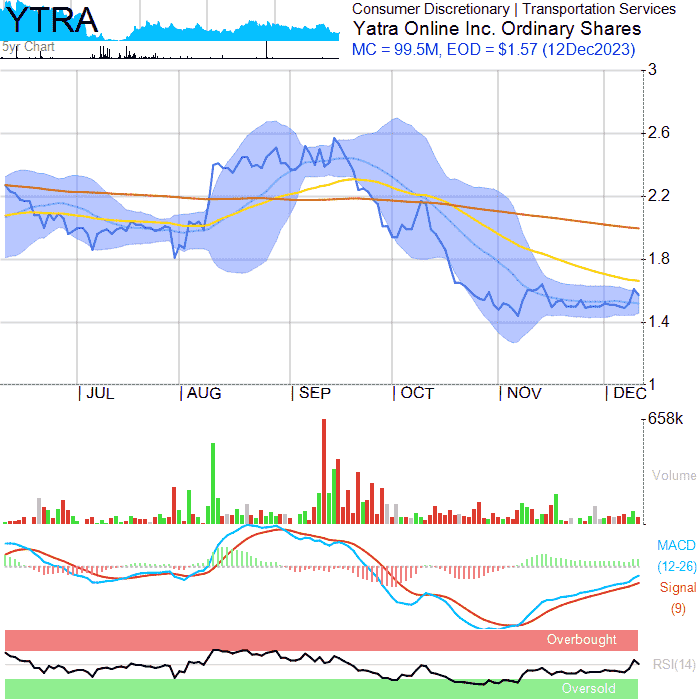 YTRA
5yr Chart
Consumer Discretionary | Transportation Services
Yatra Online Inc. Ordinary Shares
MC = 99.5M, EOD = $1.57 (12Dec2023)
3
2.6
2.2
1.8
1.4
1
| JUL | AUG | SEP | OCT | NOV | DEC
658k
Volume
MACD
(12-26)
Signal
(9)
Overbought
RSI(14)
Oversold